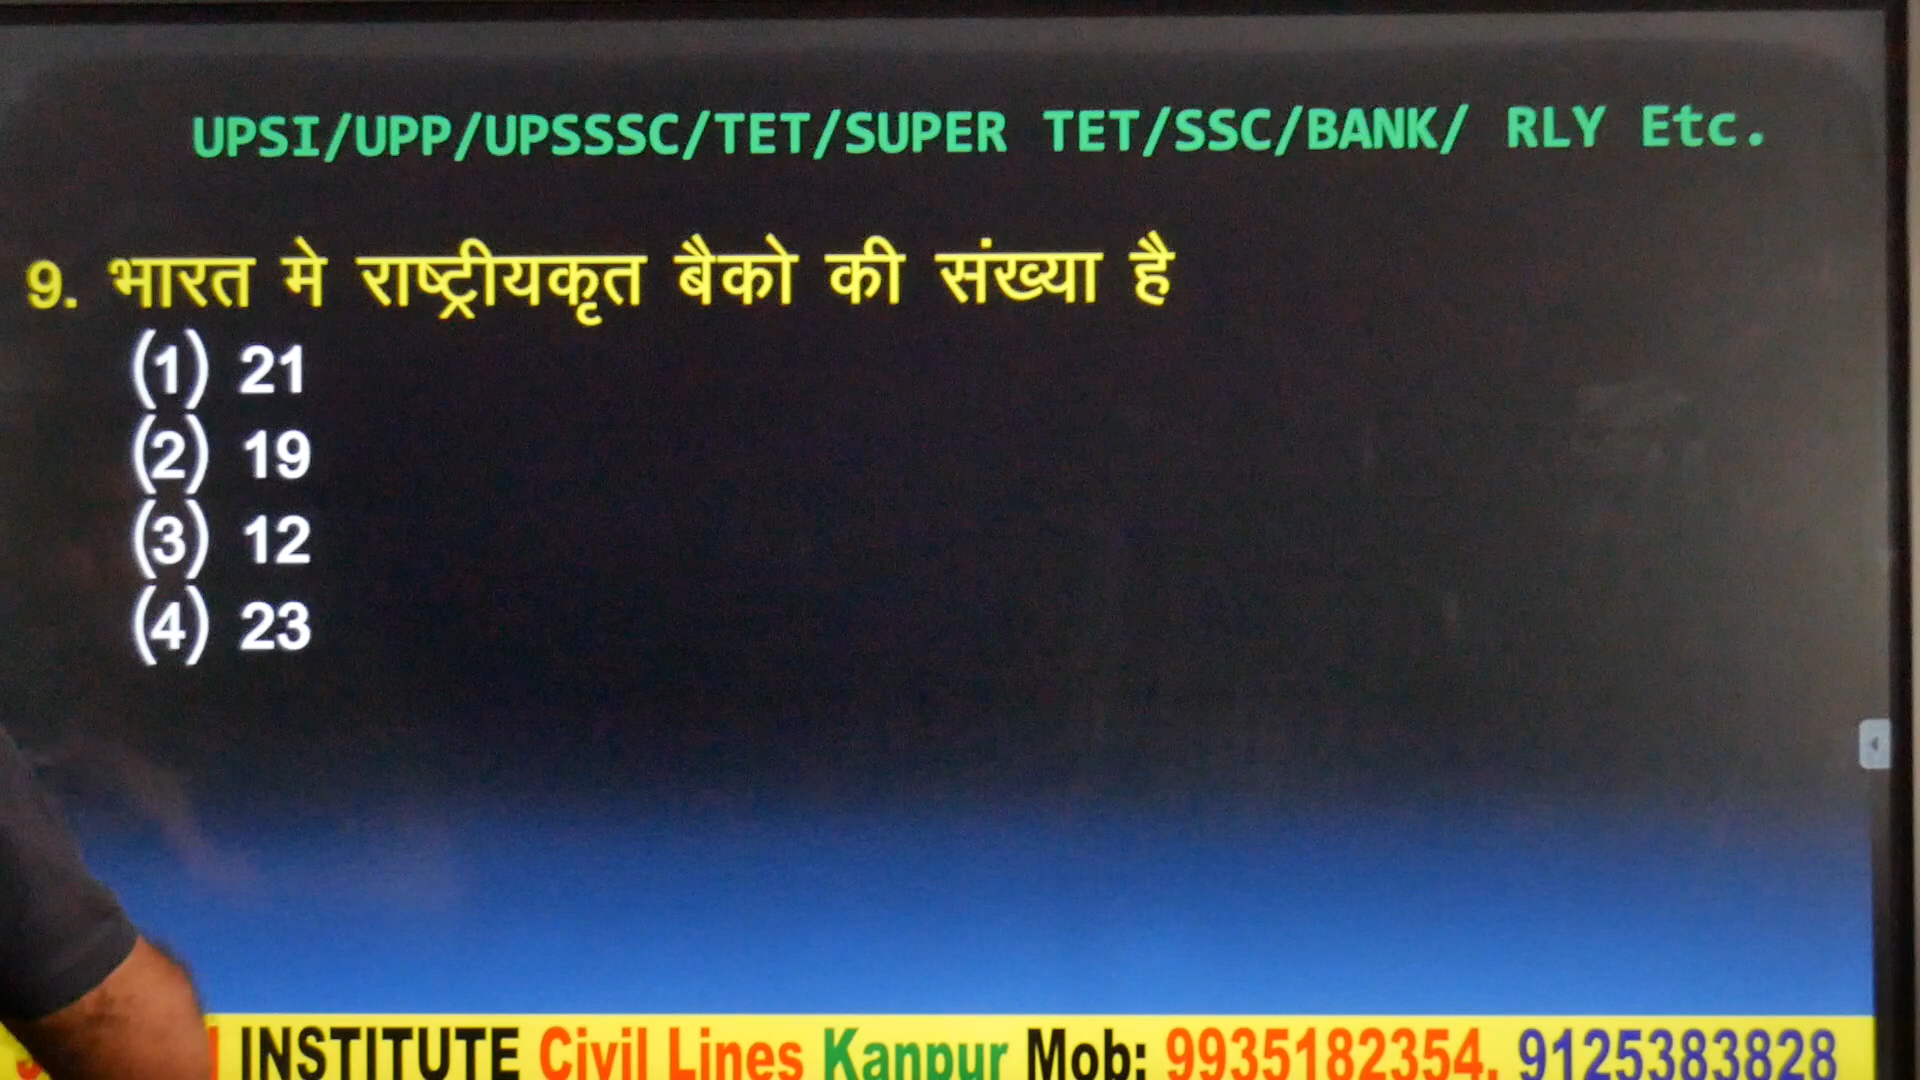 UPSI/UPP/UPSSSC/TET/SUPER TET/SSC/BANK/ RLY Etc.
9. भारत मे राष्ट्रीयकृत बैको की संख्या है
(1) 21
(2) 19
(3) 12
(4) 23
INSTITUTE Civil Lines Kanpur Mob: 9935182354, 9125383828